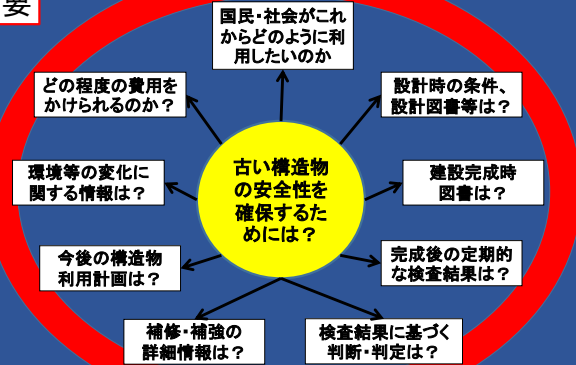 要
国民・社会がこれ
からどのように利
用したいのか
どの程度の費用を
かけられるのか？
設計時の条件、
設計図書等は？
環境等の変化に
関する情報は？
古い構造物
の安全性を
確保するた
めには？
建設完成時
図書は？
今後の構造物
利用計画は？
完成後の定期的
な検査結果は？
補修・補強の
詳細情報は？
検査結果に基づく
判断・判定は？